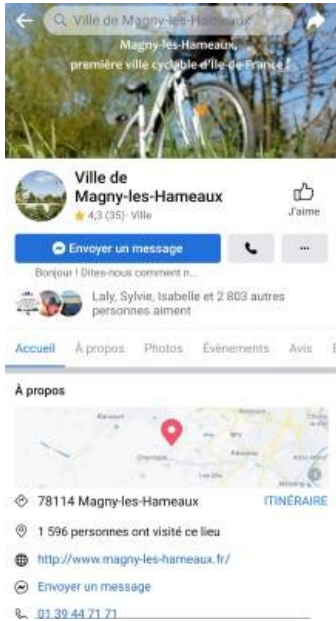 Ville de Magny-les-Hameaux
Magny-les-Hameaux,
première ville cyclable d'Île-de-France !
Ville de
Magny-les-Hameaux
4,3 (35) · Ville
J'aime
Envoyer un message
...
Bonjour ! Dites-nous comment n...
Laly, Sylvie, Isabelle et 2 803 autres
personnes aiment
Accueil À propos Photos Évènements Avis
À propos
78114 Magny-les-Hameaux ITINÉRAIRE
1 596 personnes ont visité ce lieu
http://www.magny-les-hameaux.fr/
Envoyer un message
01 39 44 71 71